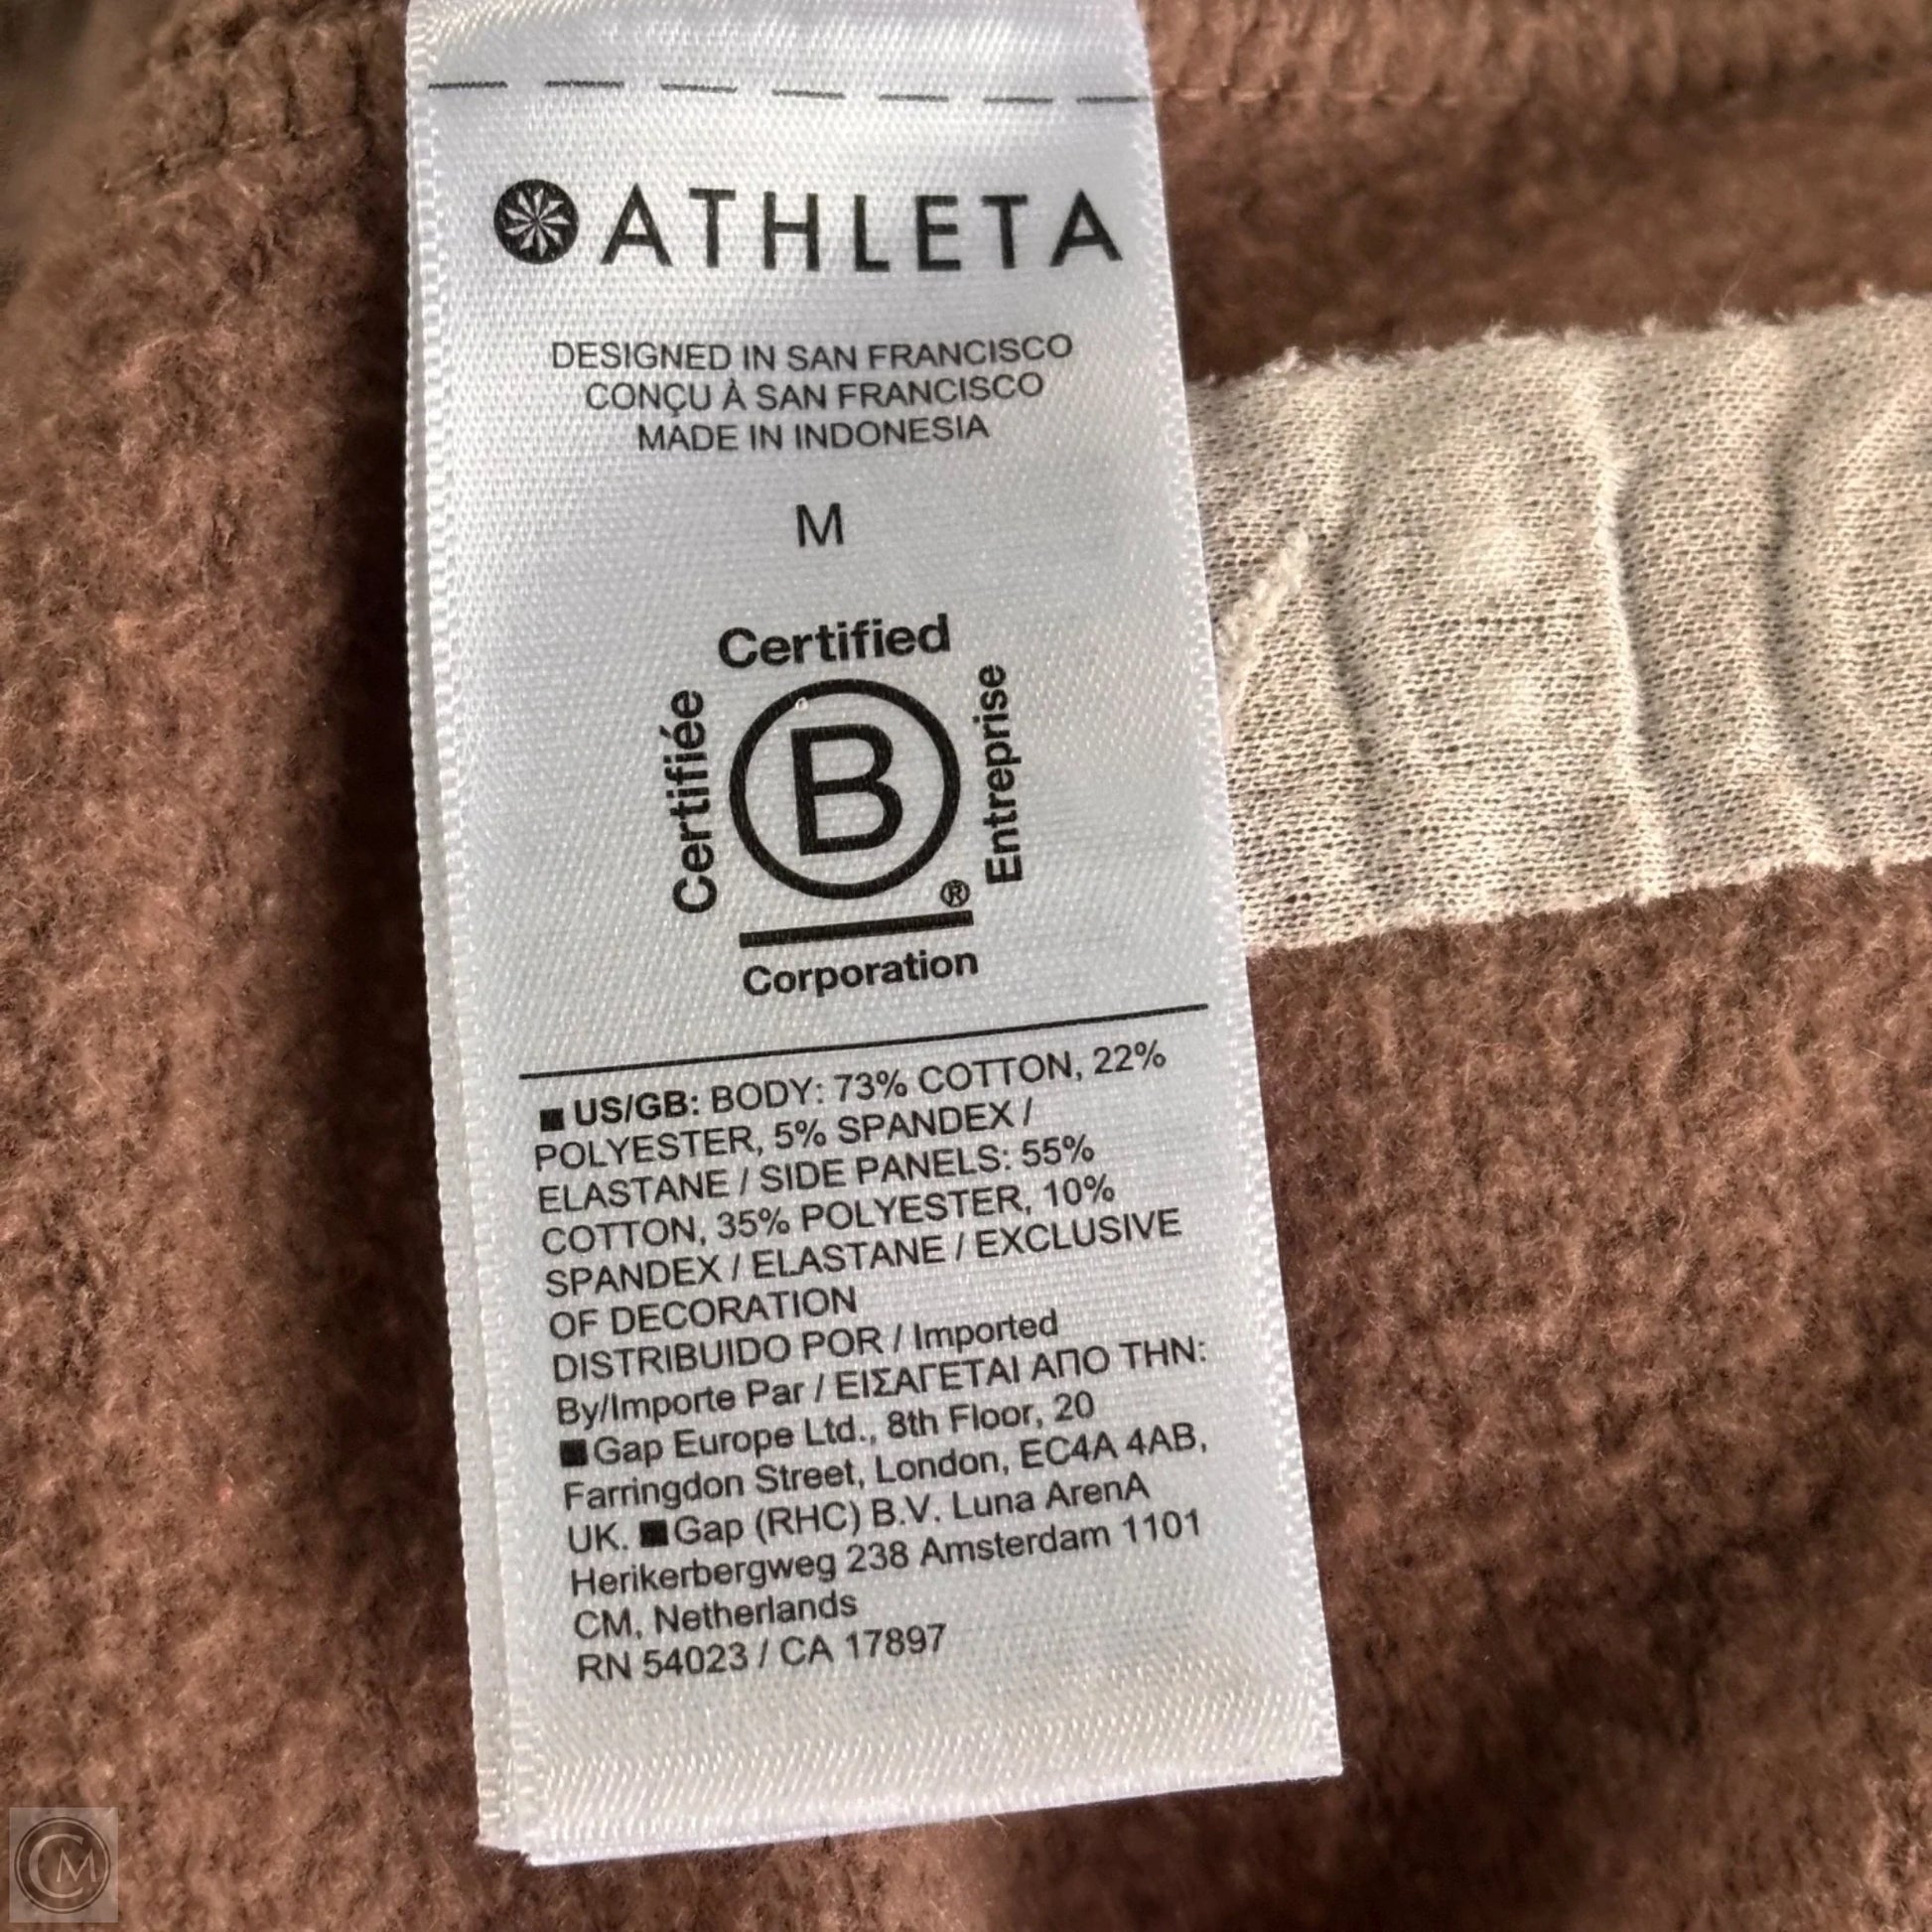 ATHLETA
DESIGNED IN SAN FRANCISCO
CONÇU À SAN FRANCISCO
MADE IN INDONESIA
M
Certified
Certifiée
B
Entreprise
®
Corporation
■ US/GB: BODY: 73% COTTON, 22%
POLYESTER, 5% SPANDEX /
ELASTANE / SIDE PANELS: 55%
COTTON, 35% POLYESTER, 10%
SPANDEX / ELASTANE / EXCLUSIVE
OF DECORATION
DISTRIBUIDO POR / Imported
By/Importe Par / ΕΙΣΑΓΕΤΑΙ ΑΠΟ ΤΗΝ:
■ Gap Europe Ltd., 8th Floor, 20
Farringdon Street, London, EC4A 4AB,
UK. ■ Gap (RHC) B.V. Luna ArenA
Herikerbergweg 238 Amsterdam 1101
CM, Netherlands
RN 54023 / CA 17897
CM